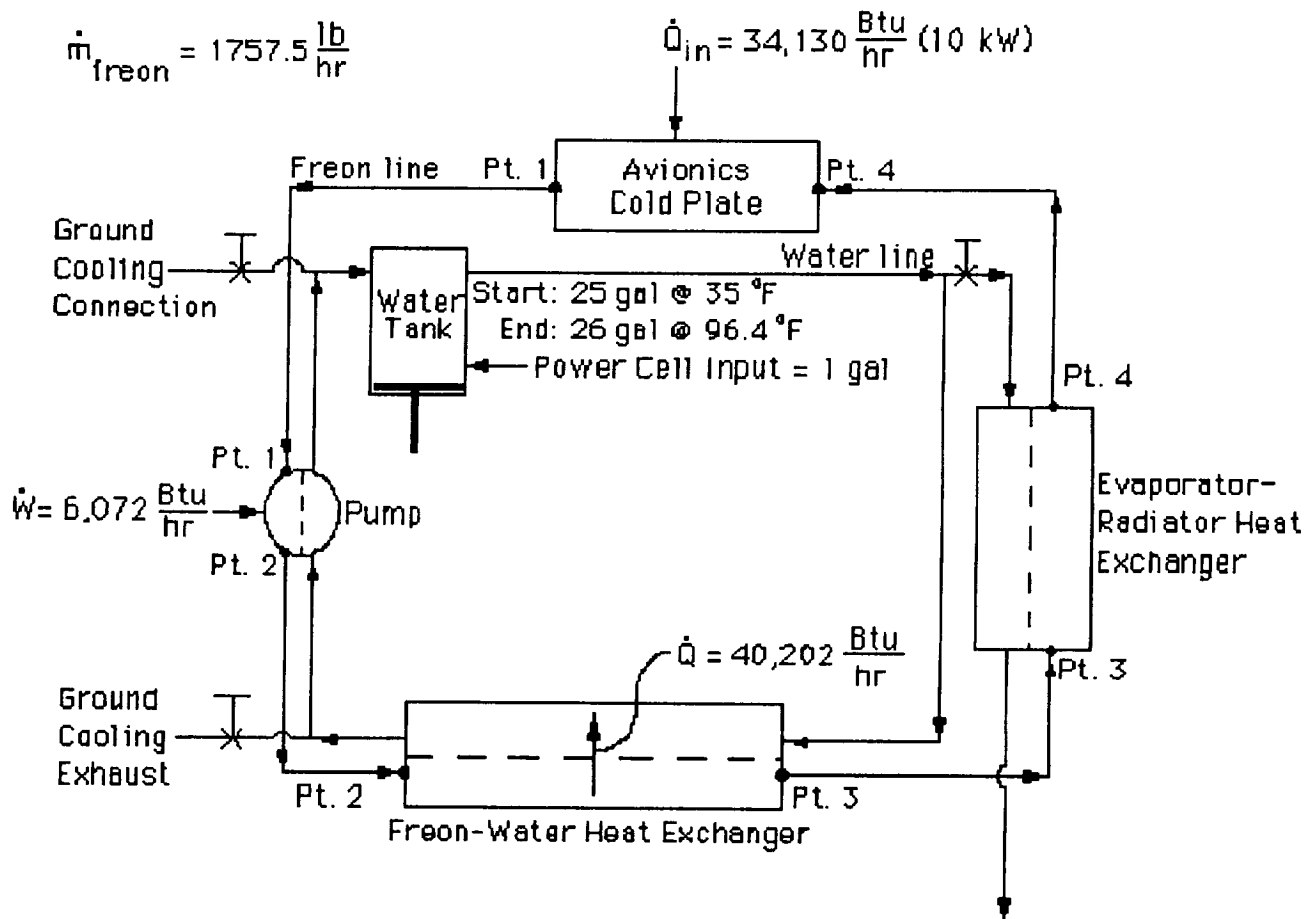 ṁfreon = 1757.5 lb/hr
Q̇in = 34,130 Btu/hr (10 kW)
Freon line
Pt. 1
Avionics
Cold Plate
Pt. 4
Ground
Cooling
Connection
Water
Tank
Water line
Start: 25 gal @ 35 °F
End: 26 gal @ 96.4 °F
Power Cell Input = 1 gal
Pt. 4
Pt. 1
Ẇ = 6,072 Btu/hr
Pump
Pt. 2
Evaporator-
Radiator Heat
Exchanger
Q̇ = 40,202 Btu/hr
Pt. 3
Ground
Cooling
Exhaust
Pt. 2
Pt. 3
Freon-Water Heat Exchanger